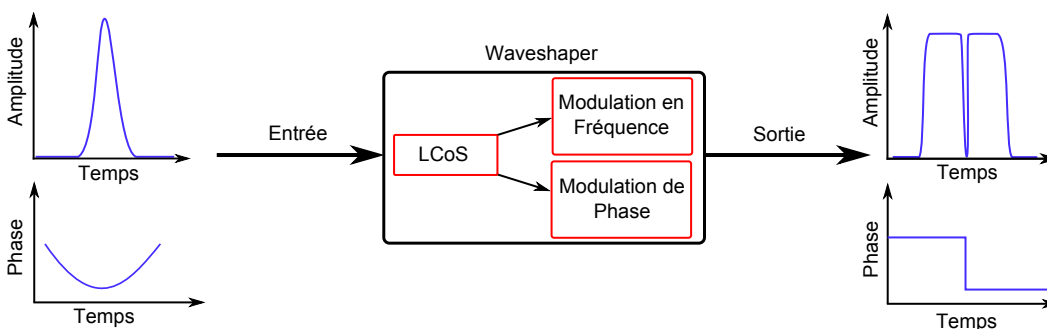 Amplitude
Temps
Phase
Temps
Entrée
Waveshaper
LCoS
Modulation en
Fréquence
Modulation de
Phase
Sortie
Amplitude
Temps
Phase
Temps